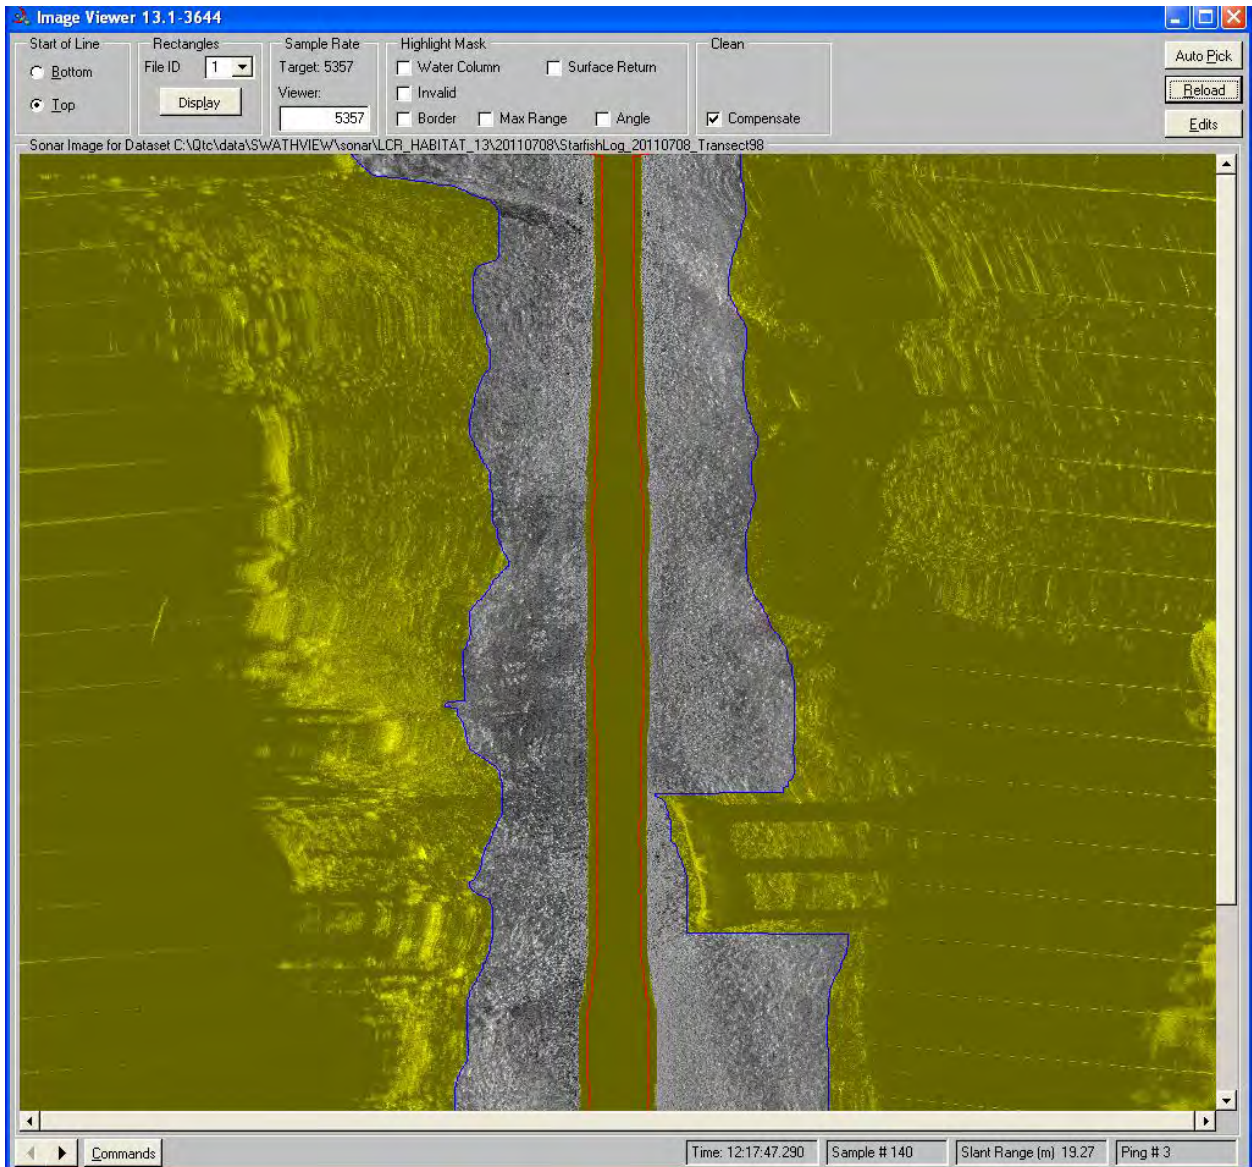 Image Viewer 13.1-3644
Start of Line
Bottom
Top
Rectangles
File ID 1
Display
Sample Rate
Target: 5357
Viewer:
5357
Highlight Mask
Water Column Surface Return
Invalid
Border Max Range Angle
Clean
Compensate
Auto Pick
Reload
Edits
Sonar Image for Dataset C:\Qtc\data\SWATHVIEW\sonar\LCR_HABITAT_13\20110708\StarfishLog_20110708_Transect98
Commands
Time: 12:17:47.290 Sample # 140 Slant Range (m) 19.27 Ping # 3